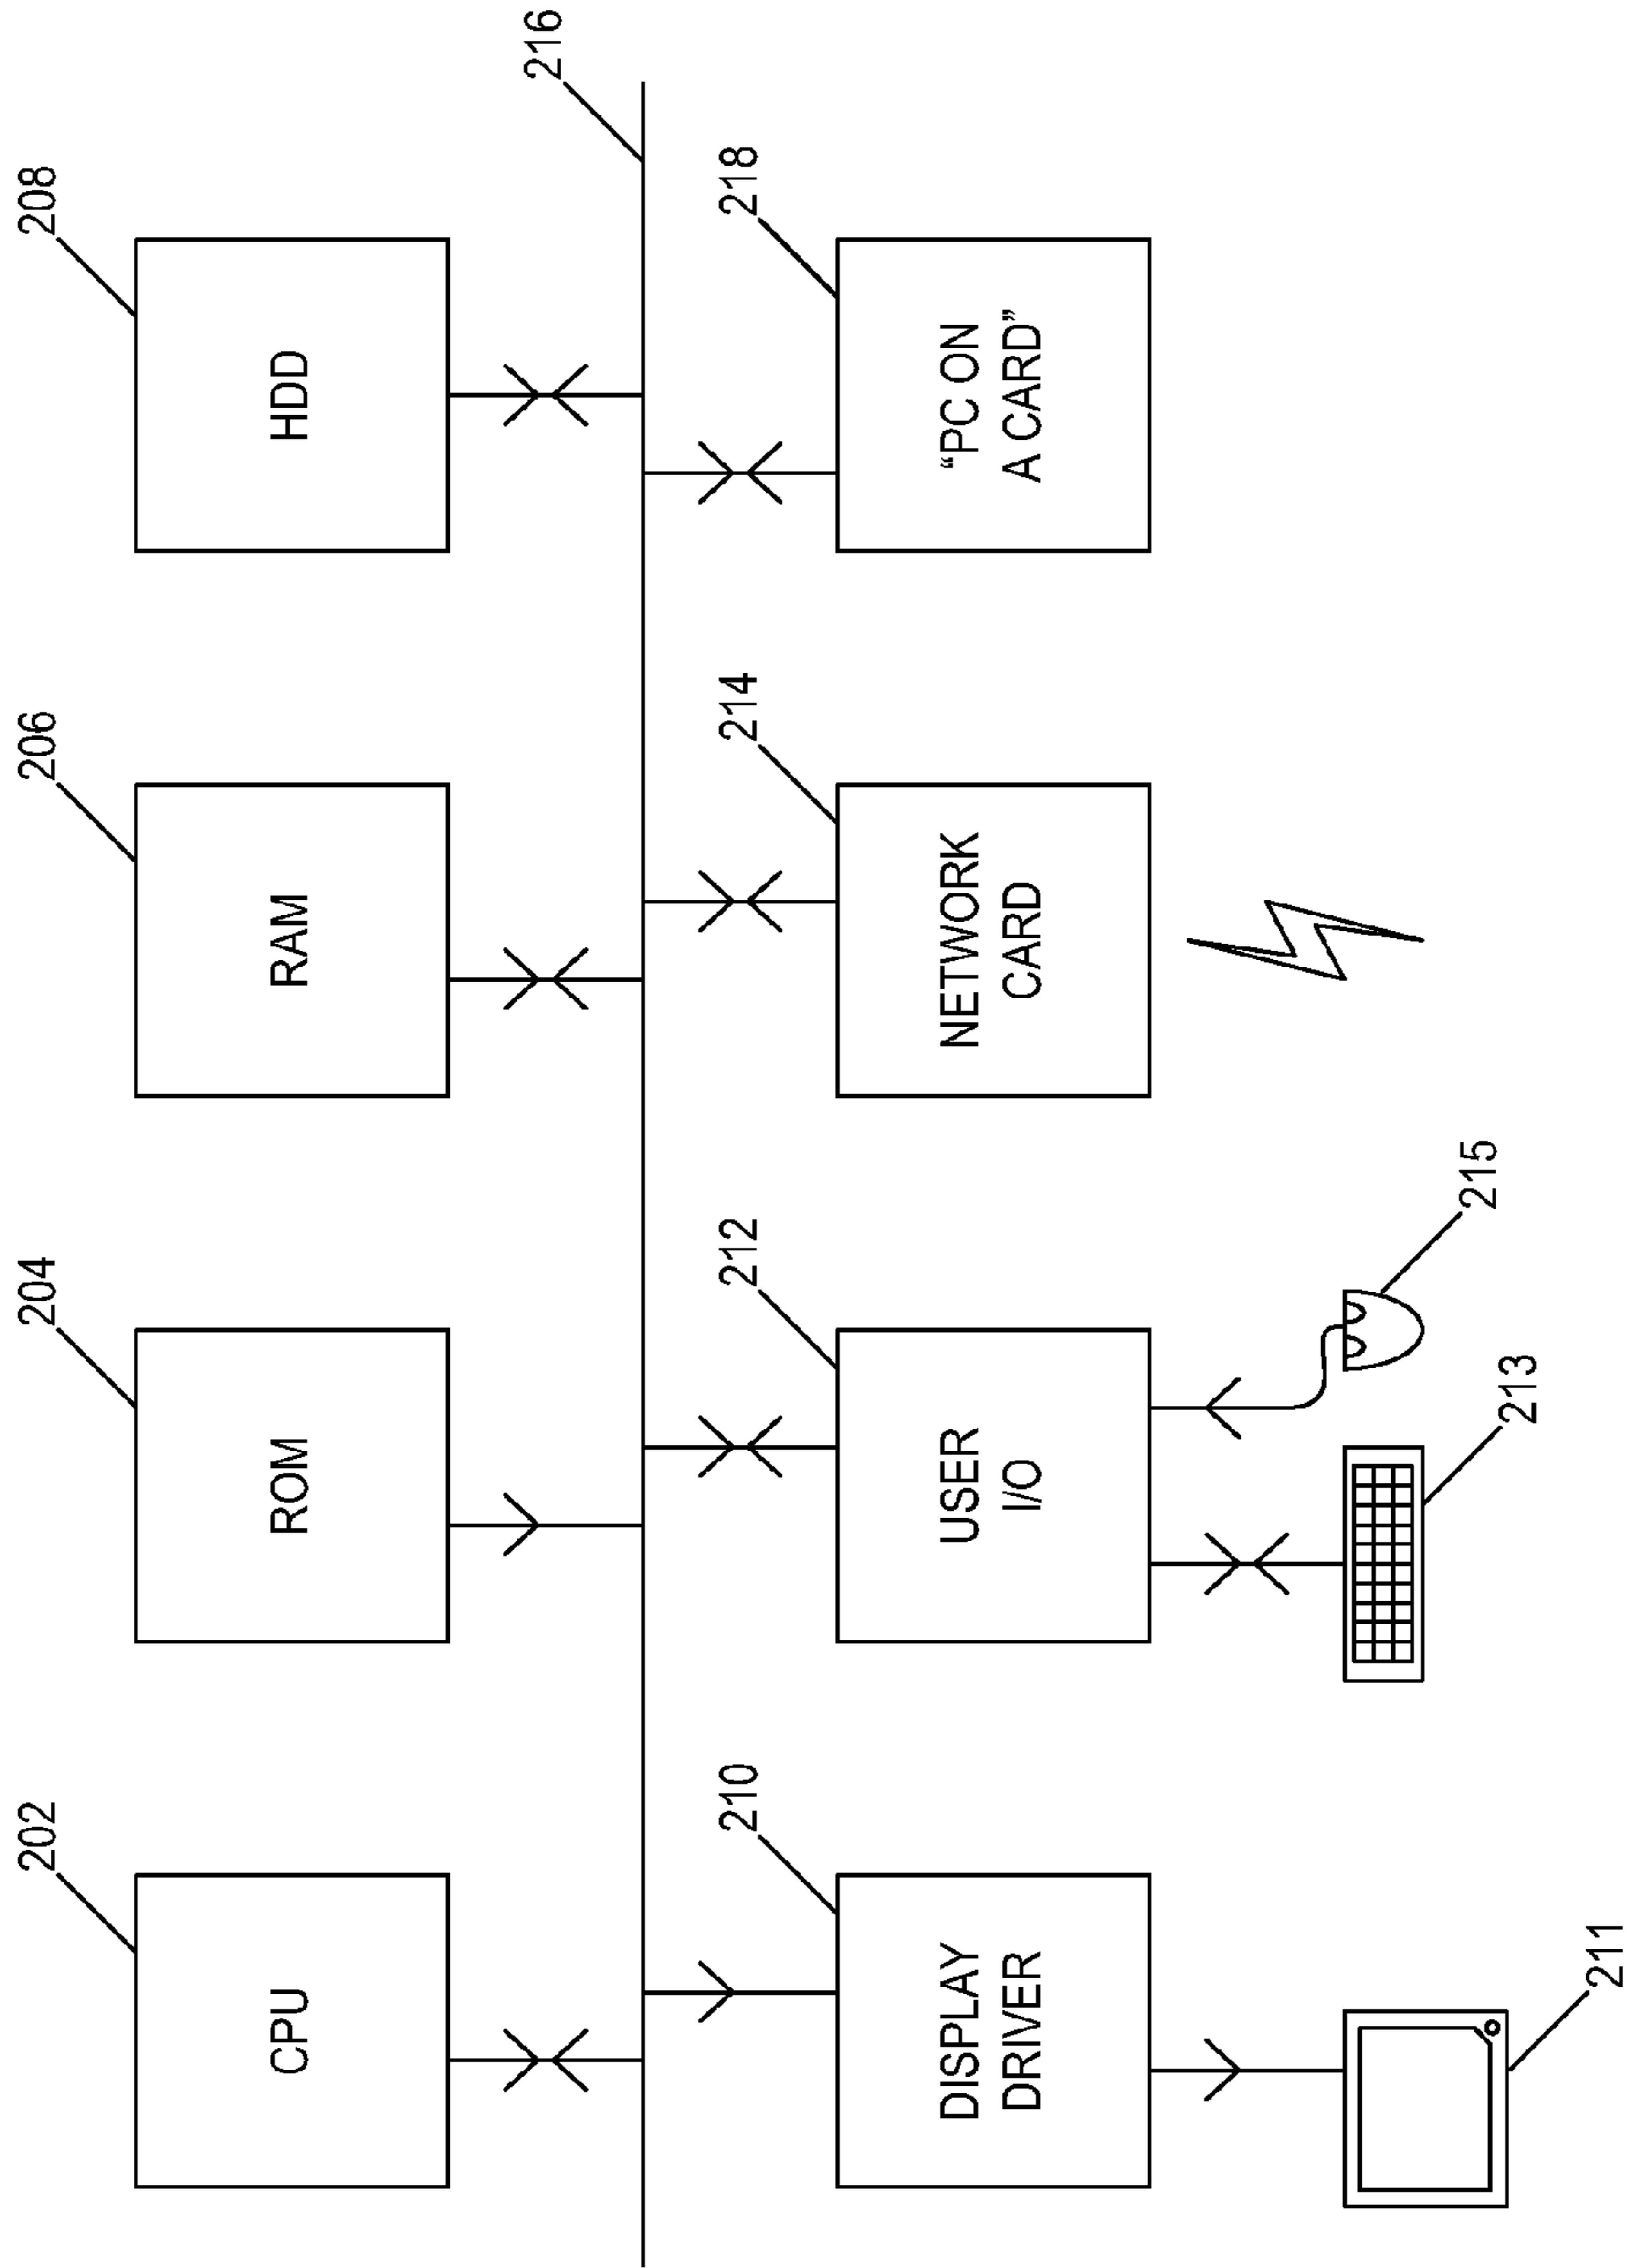 202
204
206
208
CPU
ROM
RAM
HDD
216
210
212
214
218
DISPLAY
DRIVER
USER
I/O
NETWORK
CARD
“PC ON
A CARD”
211
213
215